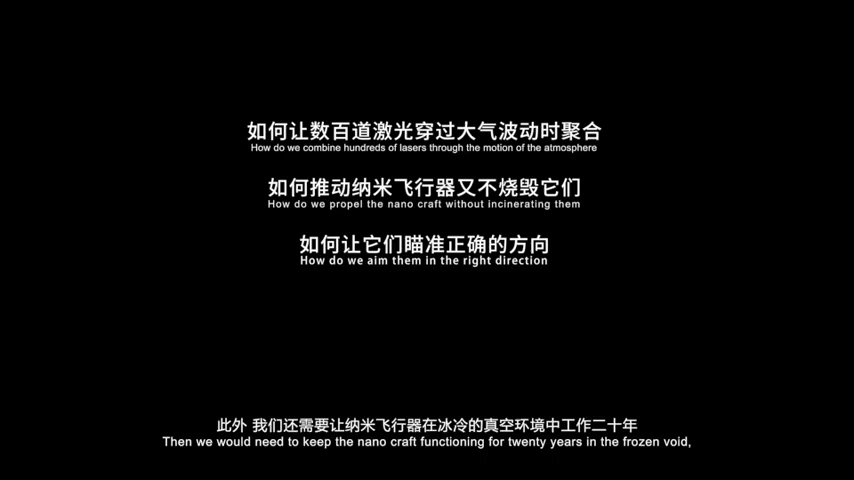 如何让数百道激光穿过大气波动时聚合
How do we combine hundreds of lasers through the motion of the atmosphere
如何推动纳米飞行器又不烧毁它们
How do we propel the nano craft without incinerating them
如何让它们瞄准正确的方向
How do we aim them in the right direction
此外 我们还需要让纳米飞行器在冰冷的真空环境中工作二十年
Then we would need to keep the nano craft functioning for twenty years in the frozen void,